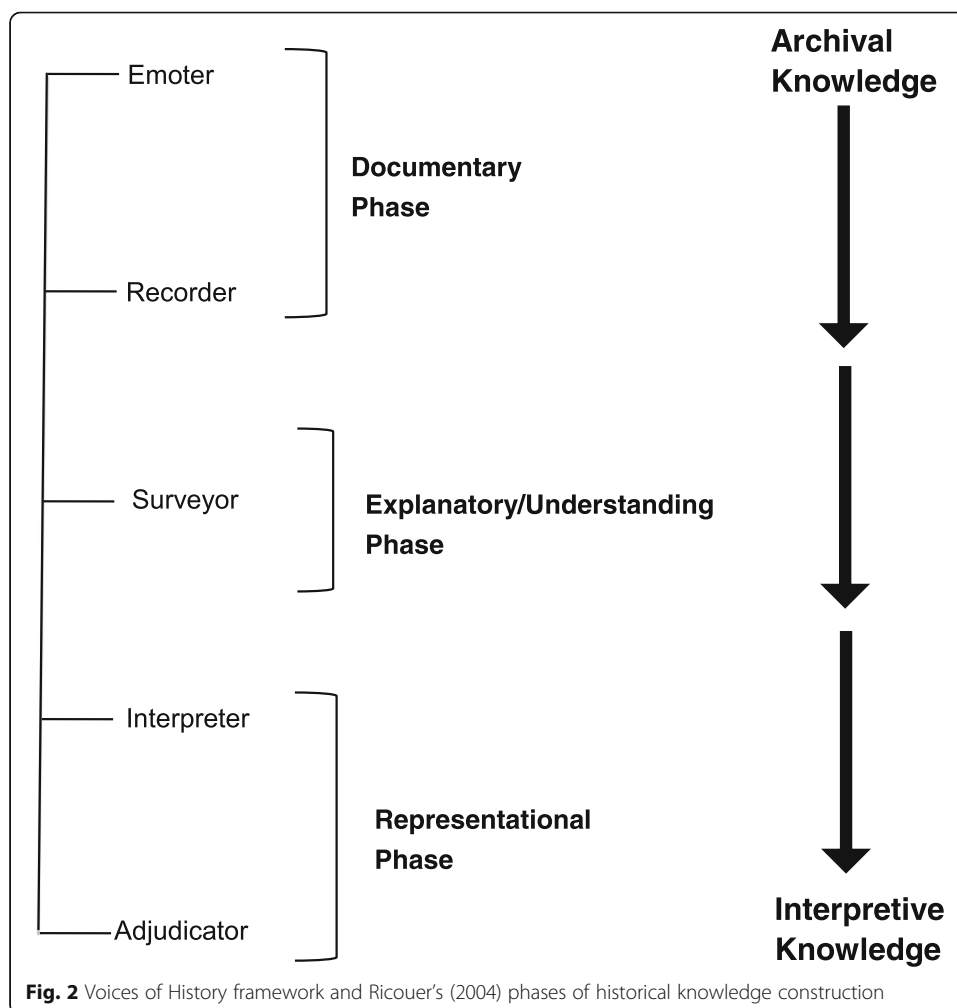 Archival
Knowledge
Emoter
Documentary
Phase
Recorder
Surveyor
Explanatory/Understanding
Phase
Interpreter
Representational
Phase
Adjudicator
Interpretive
Knowledge
Fig. 2 Voices of History framework and Ricouer's (2004) phases of historical knowledge construction